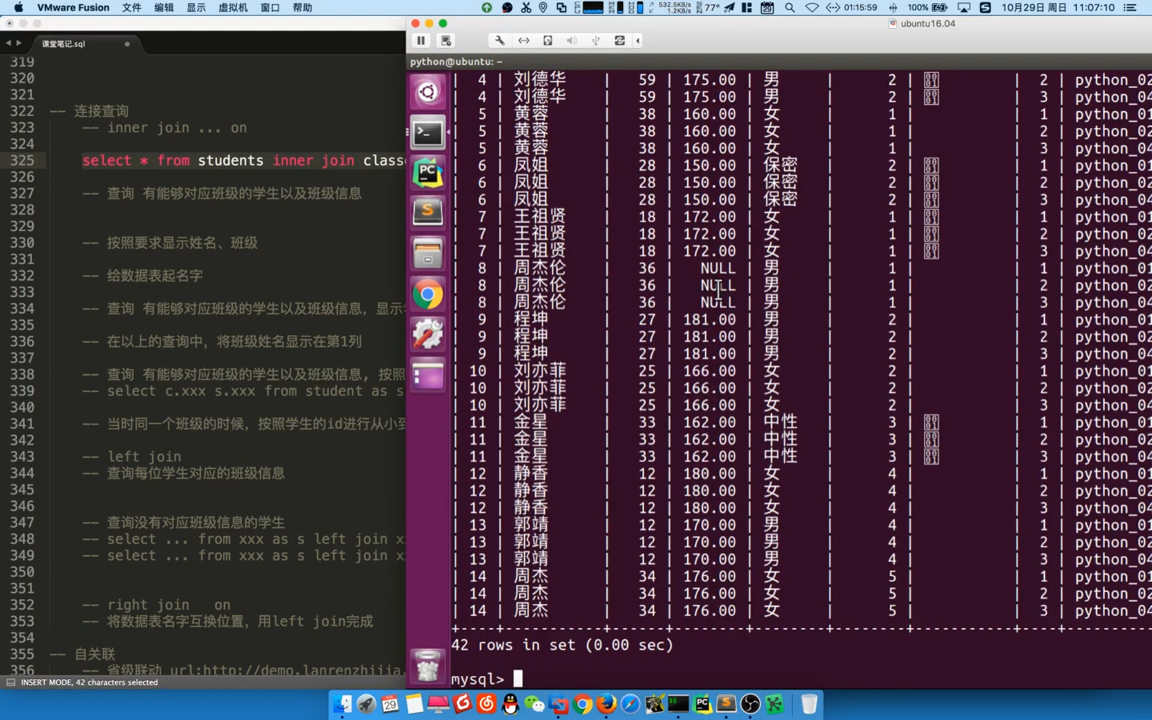 VMware Fusion 文件 编辑 显示 虚拟机 窗口 帮助 532.5KB/s 1.2KB/s 77° 100% 10月29日 周日 11:07:10
课堂笔记.sql
ubuntu16.04
python@ubuntu: ~
319
320
321
322 -- 连接查询
323 -- inner join ... on
324
325 select * from students inner join classe
326
327 -- 查询 有能够对应班级的学生以及班级信息
328
329
330 -- 按照要求显示姓名、班级
331
332 -- 给数据表起名字
333
334 -- 查询 有能够对应班级的学生以及班级信息，显示学
335
336 -- 在以上的查询中，将班级姓名显示在第1列
337
338 -- 查询 有能够对应班级的学生以及班级信息, 按照
339 -- select c.xxx s.xxx from student as s
340
341 -- 当时同一个班级的时候，按照学生的id进行从小到
342
343 -- left join
344 -- 查询每位学生对应的班级信息
345
346
347 -- 查询没有对应班级信息的学生
348 -- select ... from xxx as s left join x
349 -- select ... from xxx as s left join x
350
351
352 -- right join on
353 -- 将数据表名字互换位置，用left join完成
354
355 -- 自关联
356 -- 省级联动 url:http://demo.lanrenzhijia.
INSERT MODE, 42 characters selected
| 4 | 刘德华 | 59 | 175.00 | 男 | 2 | | 2 | python_02
| 4 | 刘德华 | 59 | 175.00 | 男 | 2 | | 3 | python_04
| 5 | 黄蓉 | 38 | 160.00 | 女 | 1 | | 1 | python_01
| 5 | 黄蓉 | 38 | 160.00 | 女 | 1 | | 2 | python_02
| 5 | 黄蓉 | 38 | 160.00 | 女 | 1 | | 3 | python_04
| 6 | 凤姐 | 28 | 150.00 | 保密 | 2 | | 1 | python_01
| 6 | 凤姐 | 28 | 150.00 | 保密 | 2 | | 2 | python_02
| 6 | 凤姐 | 28 | 150.00 | 保密 | 2 | | 3 | python_04
| 7 | 王祖贤 | 18 | 172.00 | 女 | 1 | | 1 | python_01
| 7 | 王祖贤 | 18 | 172.00 | 女 | 1 | | 2 | python_02
| 7 | 王祖贤 | 18 | 172.00 | 女 | 1 | | 3 | python_04
| 8 | 周杰伦 | 36 | NULL | 男 | 1 | | 1 | python_01
| 8 | 周杰伦 | 36 | NULL | 男 | 1 | | 2 | python_02
| 8 | 周杰伦 | 36 | NULL | 男 | 1 | | 3 | python_04
| 9 | 程坤 | 27 | 181.00 | 男 | 2 | | 1 | python_01
| 9 | 程坤 | 27 | 181.00 | 男 | 2 | | 2 | python_02
| 9 | 程坤 | 27 | 181.00 | 男 | 2 | | 3 | python_04
| 10 | 刘亦菲 | 25 | 166.00 | 女 | 2 | | 1 | python_01
| 10 | 刘亦菲 | 25 | 166.00 | 女 | 2 | | 2 | python_02
| 10 | 刘亦菲 | 25 | 166.00 | 女 | 2 | | 3 | python_04
| 11 | 金星 | 33 | 162.00 | 中性 | 3 | | 1 | python_01
| 11 | 金星 | 33 | 162.00 | 中性 | 3 | | 2 | python_02
| 11 | 金星 | 33 | 162.00 | 中性 | 3 | | 3 | python_04
| 12 | 静香 | 12 | 180.00 | 女 | 4 | | 1 | python_01
| 12 | 静香 | 12 | 180.00 | 女 | 4 | | 2 | python_02
| 12 | 静香 | 12 | 180.00 | 女 | 4 | | 3 | python_04
| 13 | 郭靖 | 12 | 170.00 | 男 | 4 | | 1 | python_01
| 13 | 郭靖 | 12 | 170.00 | 男 | 4 | | 2 | python_02
| 13 | 郭靖 | 12 | 170.00 | 男 | 4 | | 3 | python_04
| 14 | 周杰 | 34 | 176.00 | 女 | 5 | | 1 | python_01
| 14 | 周杰 | 34 | 176.00 | 女 | 5 | | 2 | python_02
| 14 | 周杰 | 34 | 176.00 | 女 | 5 | | 3 | python_04
42 rows in set (0.00 sec)
mysql>